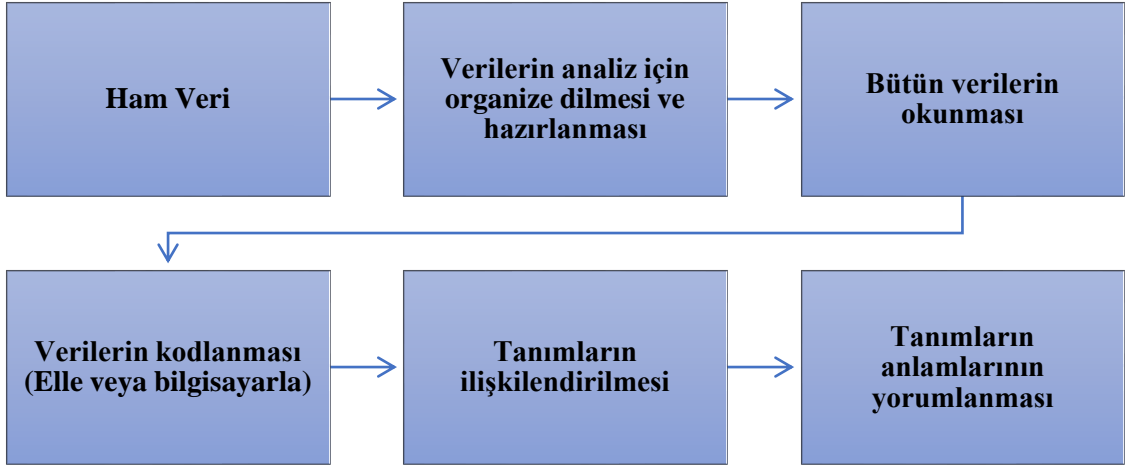 Ham Veri
Verilerin analiz için
organize dilmesi ve
hazırlanması
Bütün verilerin
okunması
Verilerin kodlanması
(Elle veya bilgisayarla)
Tanımların
ilişkilendirilmesi
Tanımların
anlamlarının
yorumlanması